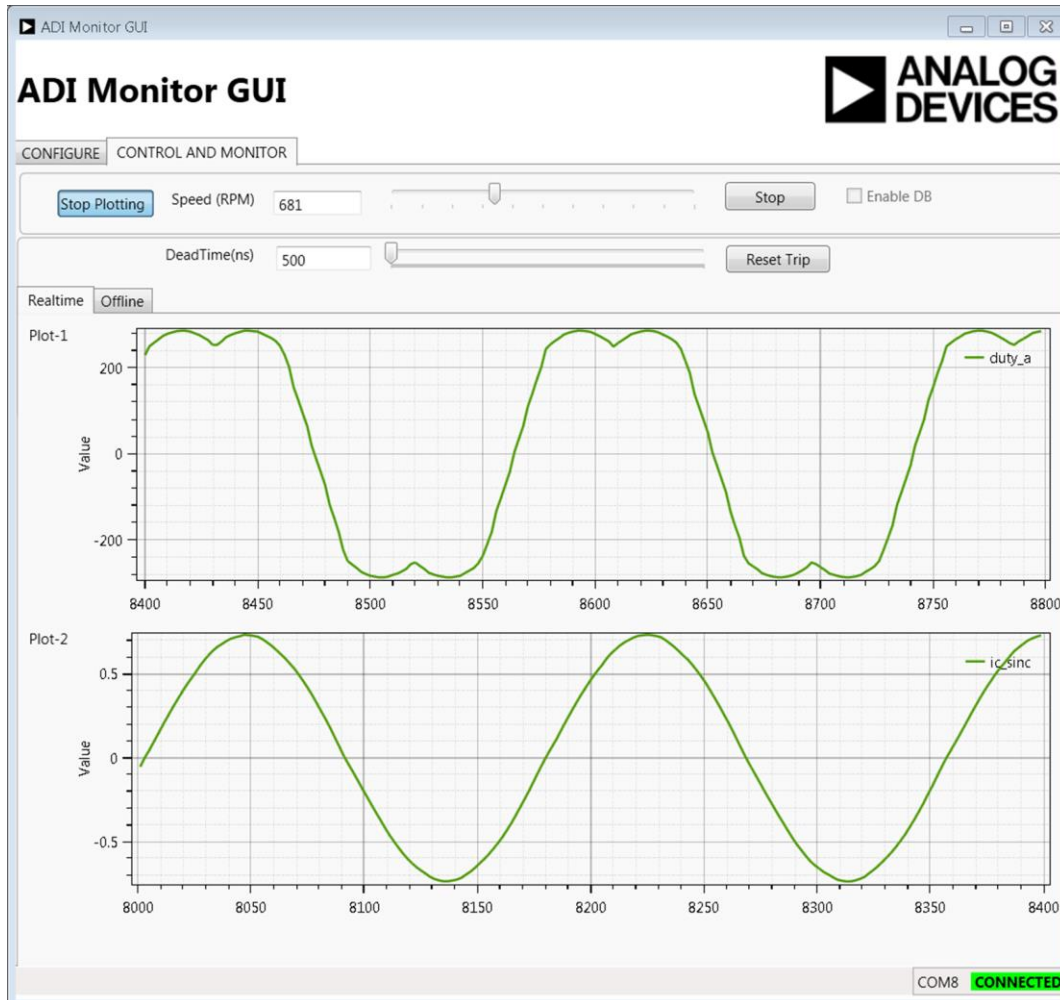 ADI Monitor GUI
ADI Monitor GUI
ANALOG
DEVICES
CONFIGURE CONTROL AND MONITOR
Stop Plotting Speed (RPM) 681 Stop Enable DB
DeadTime(ns) 500 Reset Trip
Realtime Offline
Plot-1
duty_a
200
Value
0
-200
8400 8450 8500 8550 8600 8650 8700 8750 8800
Plot-2
ic_sinc
0.5
Value
0
-0.5
8000 8050 8100 8150 8200 8250 8300 8350 8400
COM8 CONNECTED